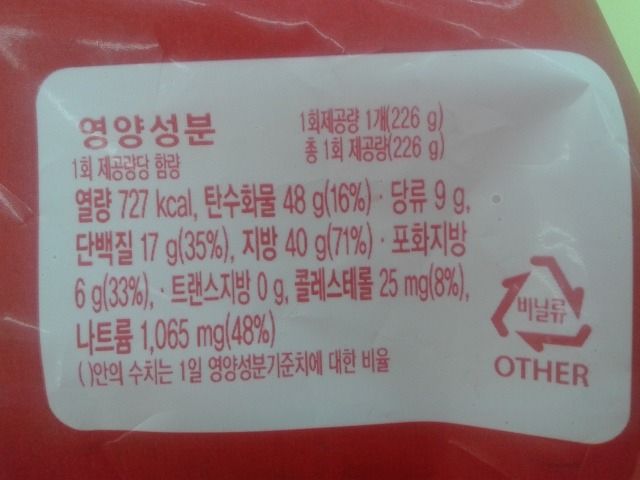 영양성분
1회제공량 1개(226 g)
총 1회 제공량(226 g)
1회 제공량당 함량
열량 727 kcal, 탄수화물 48 g(16%)·당류 9 g,
단백질 17 g(35%), 지방 40 g(71%)·포화지방
6 g(33%),·트랜스지방 0 g, 콜레스테롤 25 mg(8%),
나트륨 1,065 mg(48%)
( )안의 수치는 1일 영양성분기준치에 대한 비율
비닐류
OTHER